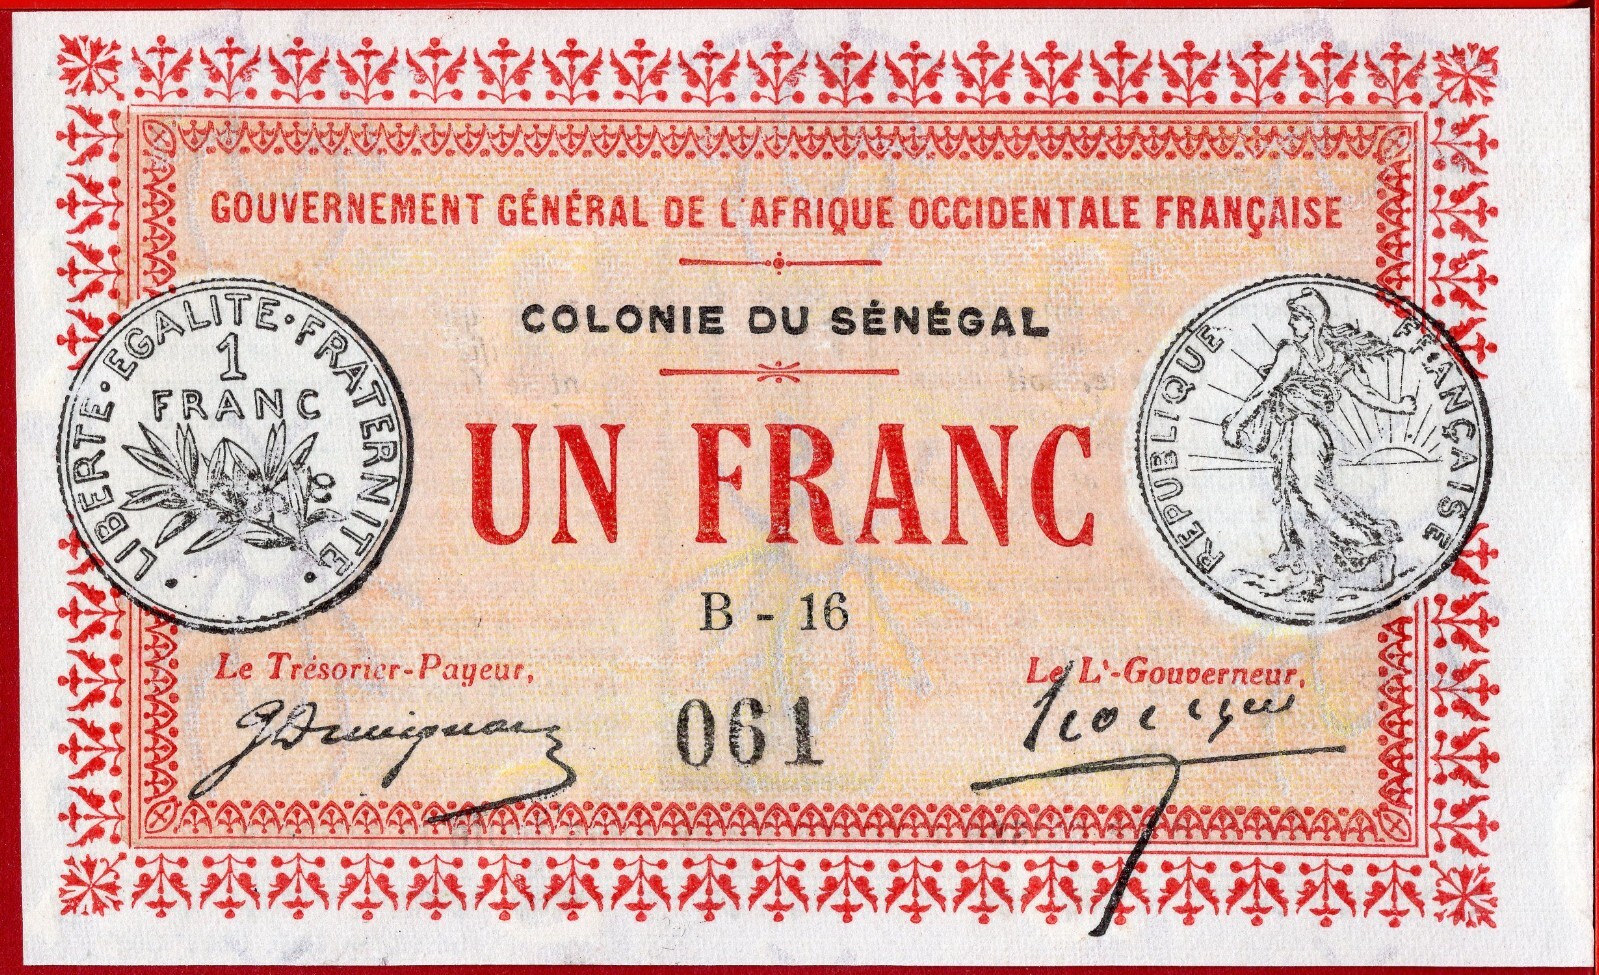 GOUVERNEMENT GÉNÉRAL DE L'AFRIQUE OCCIDENTALE FRANÇAISE
COLONIE DU SÉNÉGAL
LIBERTE · EGALITE · FRATERNITE
1
FRANC
REPUBLIQUE FRANÇAISE
UN FRANC
B - 16
Le Trésorier-Payeur,
Le Lt-Gouverneur,
061